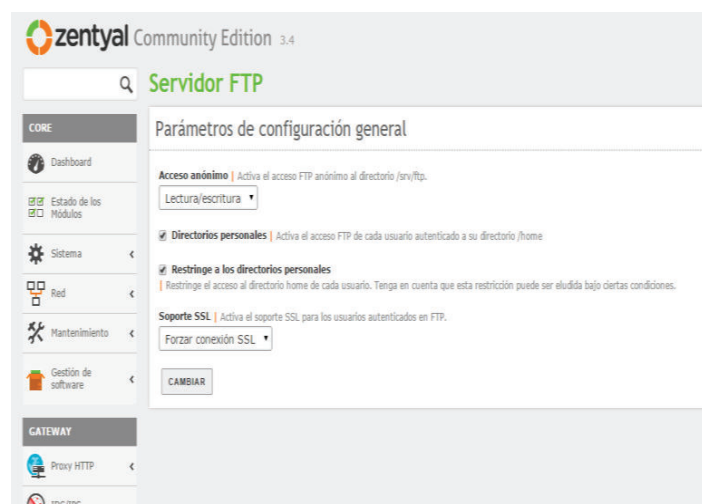 zentyal Community Edition 3.4
Servidor FTP
CORE
Dashboard
Estado de los
Módulos
Sistema
Red
Mantenimiento
Gestión de
software
GATEWAY
Proxy HTTP
Parámetros de configuración general
Acceso anónimo | Activa el acceso FTP anónimo al directorio /srv/ftp.
Lectura/escritura
Directorios personales | Activa el acceso FTP de cada usuario autenticado a su directorio /home
Restringe a los directorios personales
| Restringe el acceso al directorio home de cada usuario. Tenga en cuenta que esta restricción puede ser eludida bajo ciertas condiciones.
Soporte SSL | Activa el soporte SSL para los usuarios autenticados en FTP.
Forzar conexión SSL
CAMBIAR